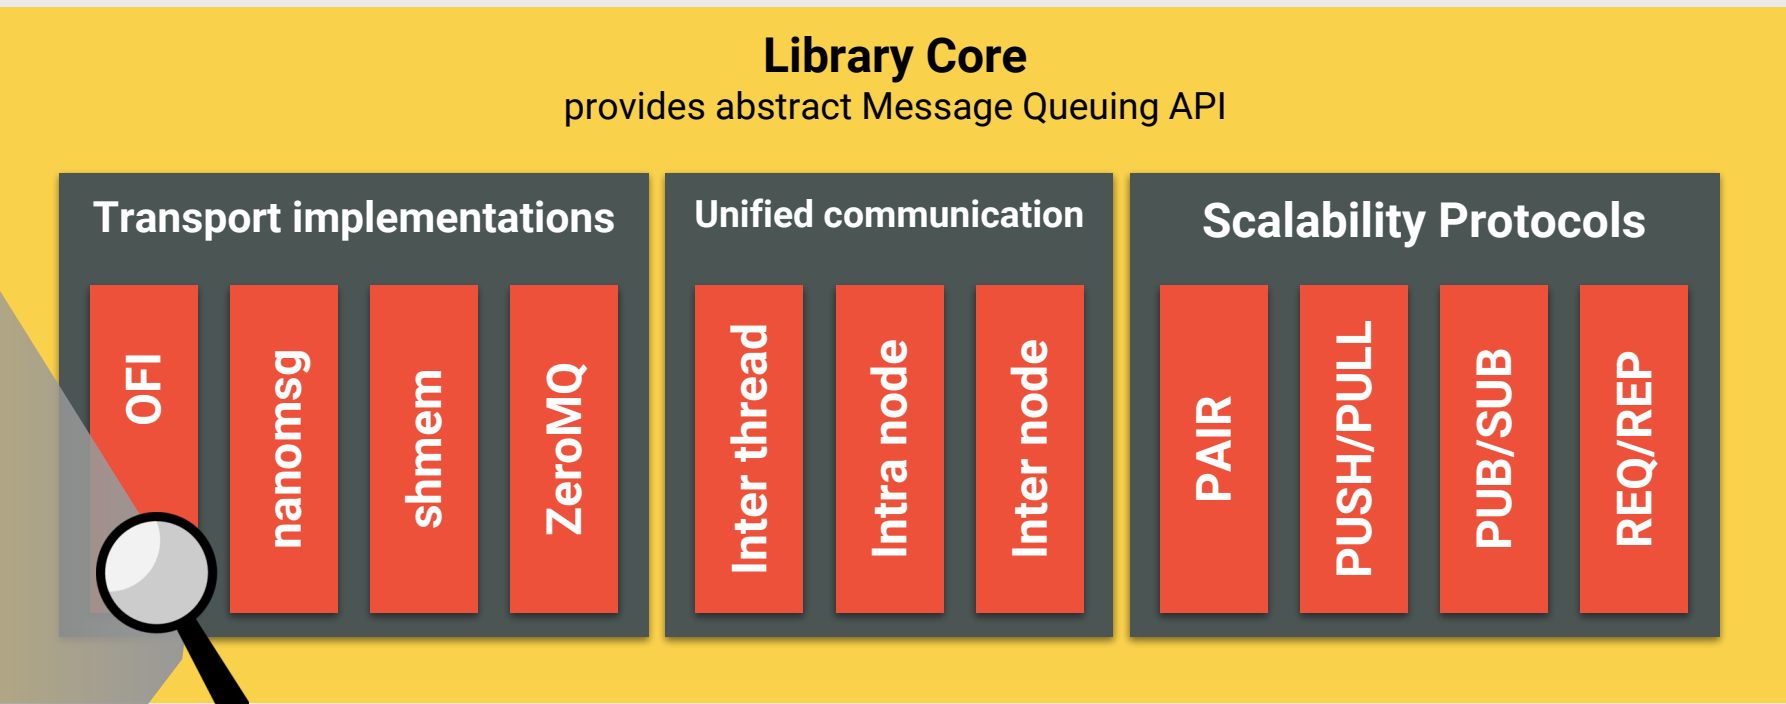 Library Core
provides abstract Message Queuing API
Transport implementations
OFI
nanomsg
shmem
ZeroMQ
Unified communication
Inter thread
Intra node
Inter node
Scalability Protocols
PAIR
PUSH/PULL
PUB/SUB
REQ/REP